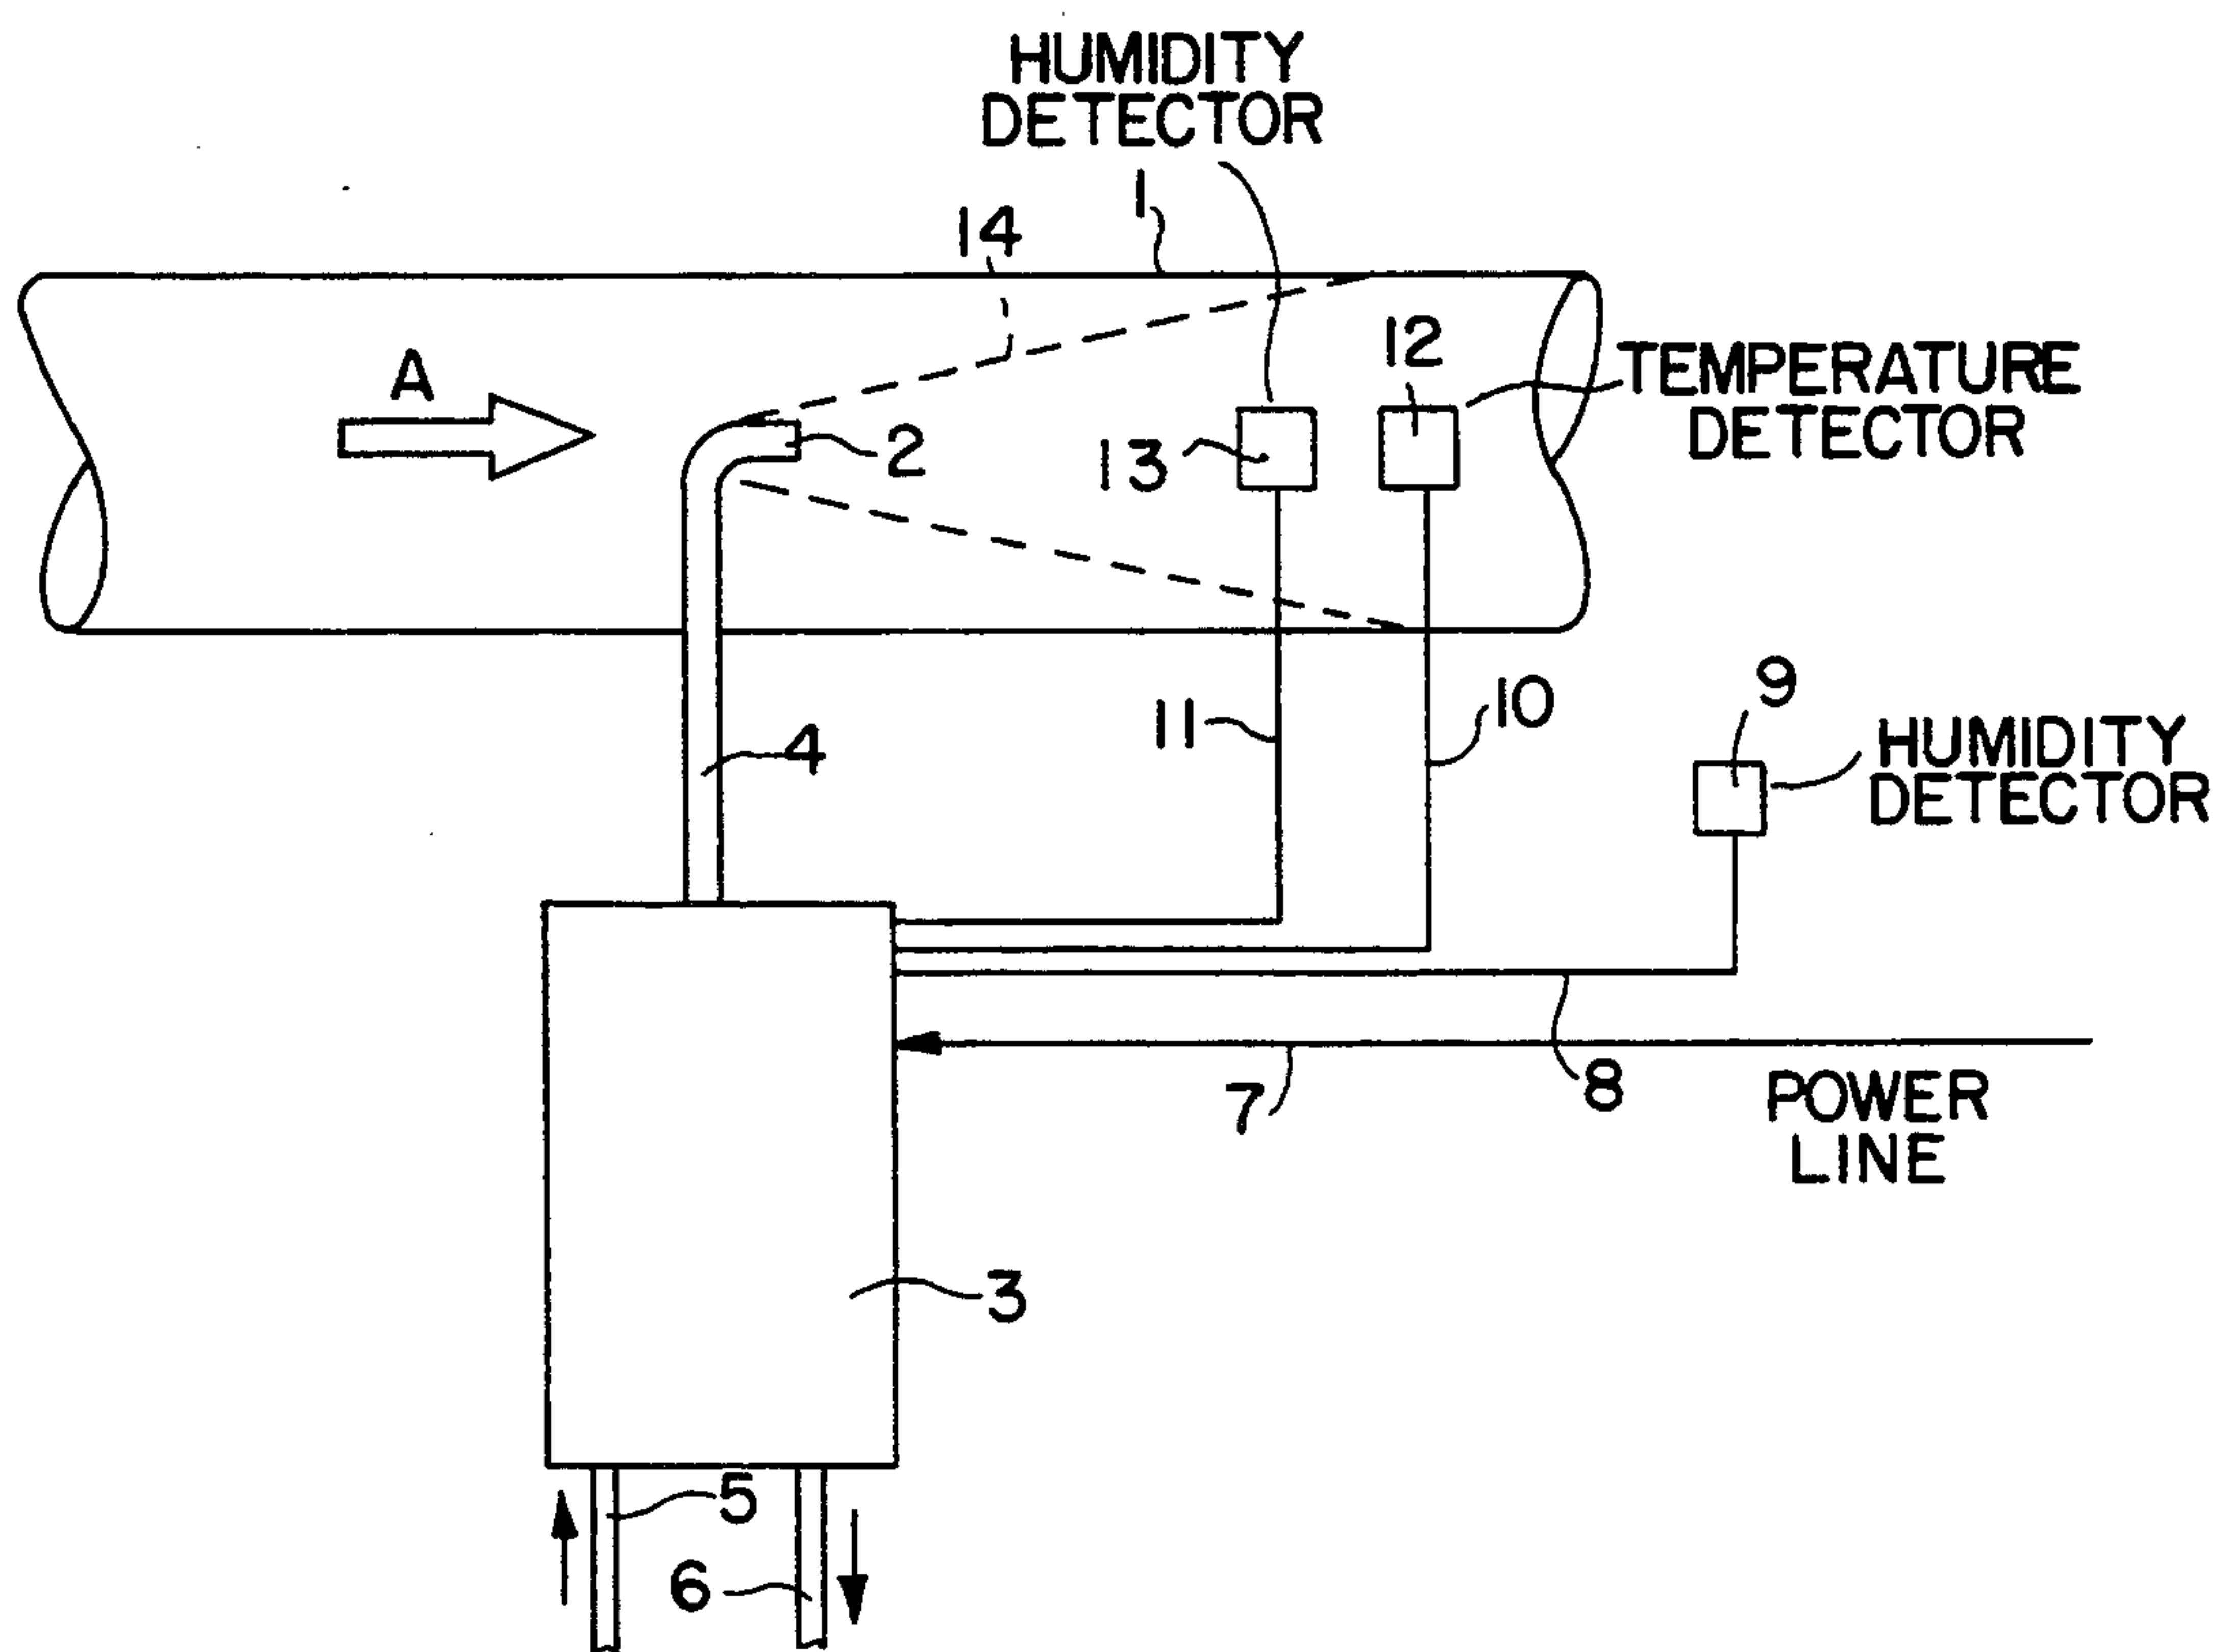 HUMIDITY
DETECTOR
1
14
12
A
TEMPERATURE
DETECTOR
2
13
9
11
10
4
HUMIDITY
DETECTOR
7
8
POWER
LINE
3
5
6